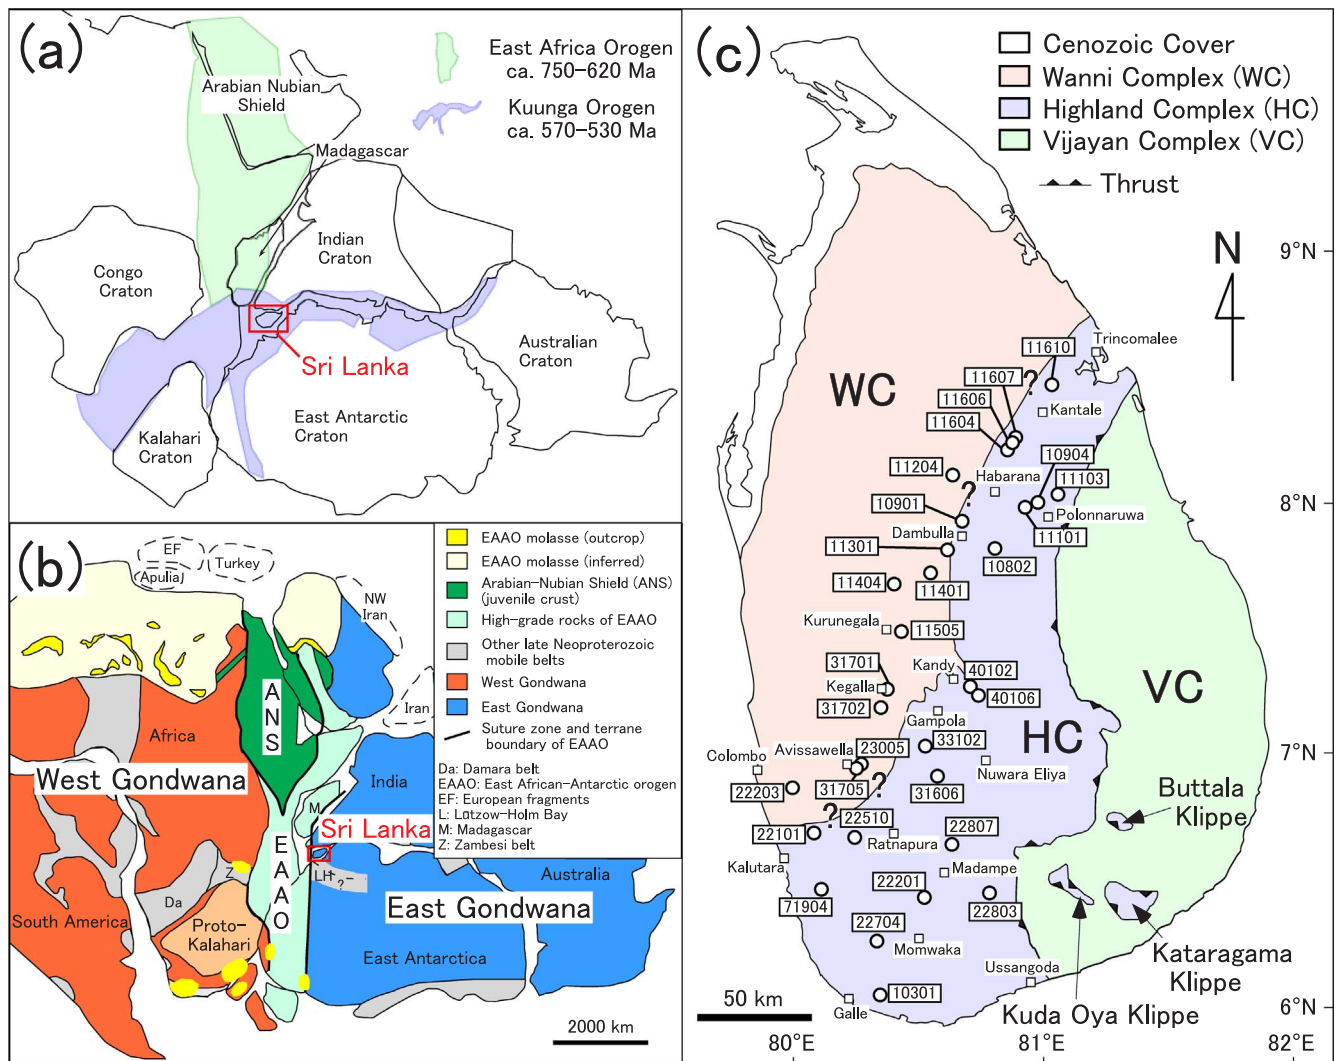 (a)
East Africa Orogen
ca. 750–620 Ma
Kuunga Orogen
ca. 570–530 Ma
Arabian Nubian
Shield
Madagascar
Indian
Craton
Congo
Craton
Australian
Craton
Sri Lanka
East Antarctic
Craton
Kalahari
Craton
(b)
EF
Turkey
Apulia
NW
Iran
Iran
ANS
Africa
West Gondwana
India
M
Sri Lanka
LH
?
EAAO
Z
Da
Proto-
Kalahari
South America
East Gondwana
Australia
East Antarctica
2000 km
EAAO molasse (outcrop)
EAAO molasse (inferred)
Arabian–Nubian Shield (ANS)
(juvenile crust)
High–grade rocks of EAAO
Other late Neoproterozoic
mobile belts
West Gondwana
East Gondwana
Suture zone and terrane
boundary of EAAO
Da: Damara belt
EAAO: East African–Antarctic orogen
EF: European fragments
L: Lützow–Holm Bay
M: Madagascar
Z: Zambesi belt
(c)
Cenozoic Cover
Wanni Complex (WC)
Highland Complex (HC)
Vijayan Complex (VC)
Thrust
N
9°N
8°N
7°N
6°N
80°E
81°E
82°E
50 km
WC
HC
VC
Trincomalee
11610
11607
?
11606
Kantale
11604
10904
11204
Habarana
11103
?
10901
Polonnaruwa
Dambulla
11101
11301
10802
11404
11401
Kurunegala
11505
31701
Kandy
40102
Kegalla
40106
31702
Gampola
33102
Colombo
Avissawella
23005
Nuwara Eliya
22203
31705
?
31606
Buttala
Klippe
?
22510
22101
Ratnapura
22807
Kalutara
Madampe
22201
71904
22803
22704
Momwaka
Kataragama
Klippe
Ussangoda
10301
Galle
Kuda Oya Klippe